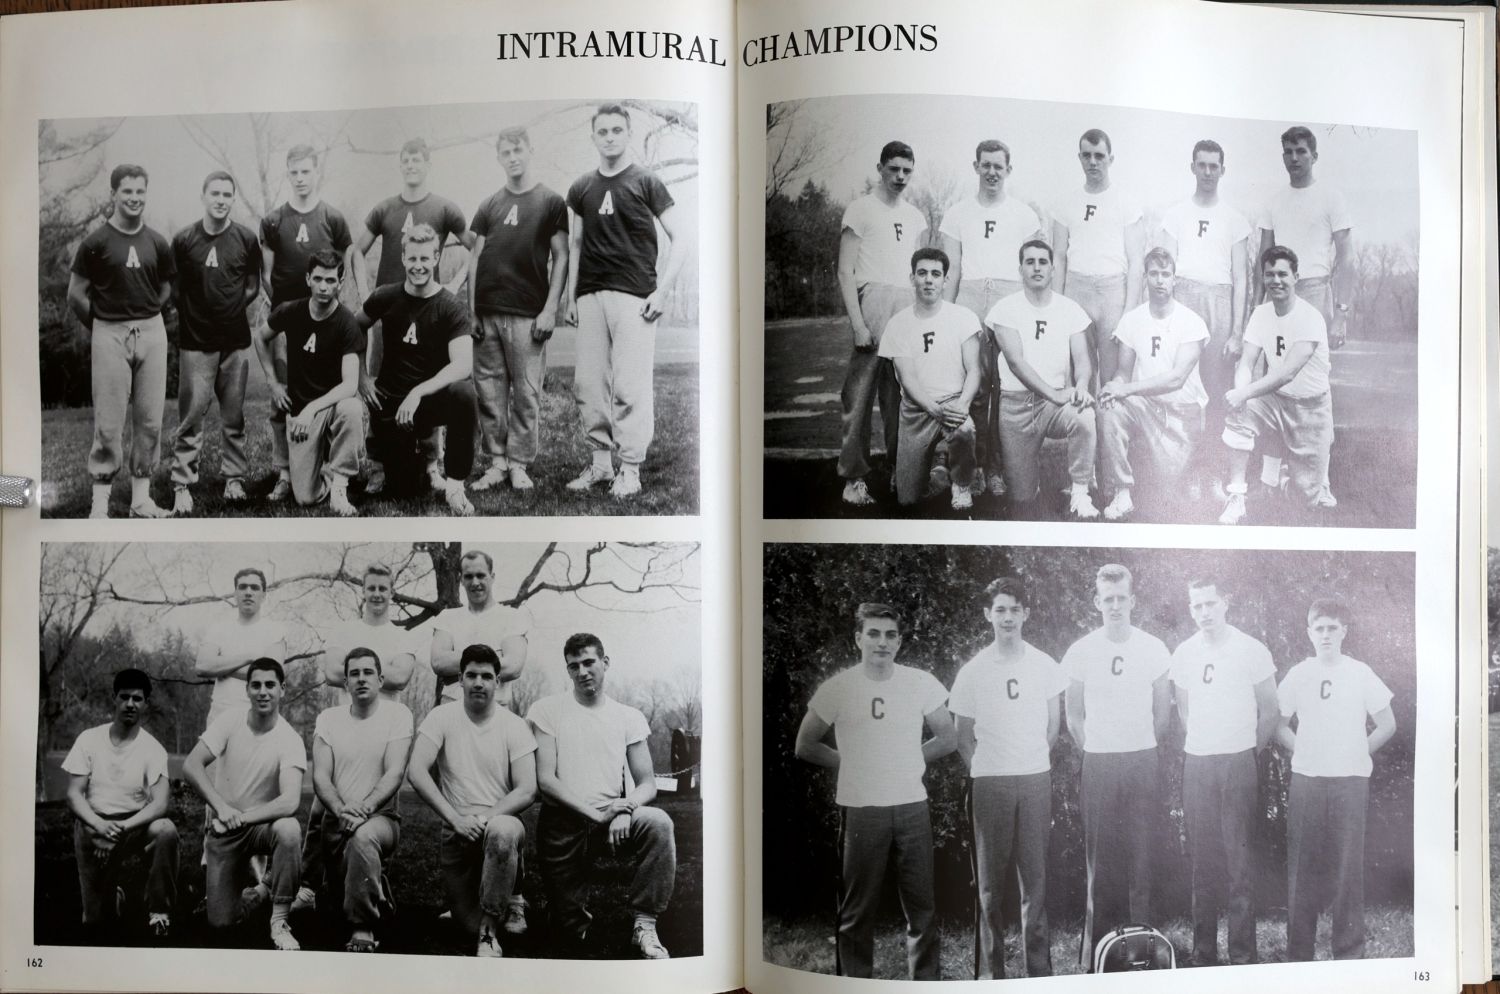 INTRAMURAL CHAMPIONS
A A A A A A
A A
F F F F
F F F F
C C C C C
162
163